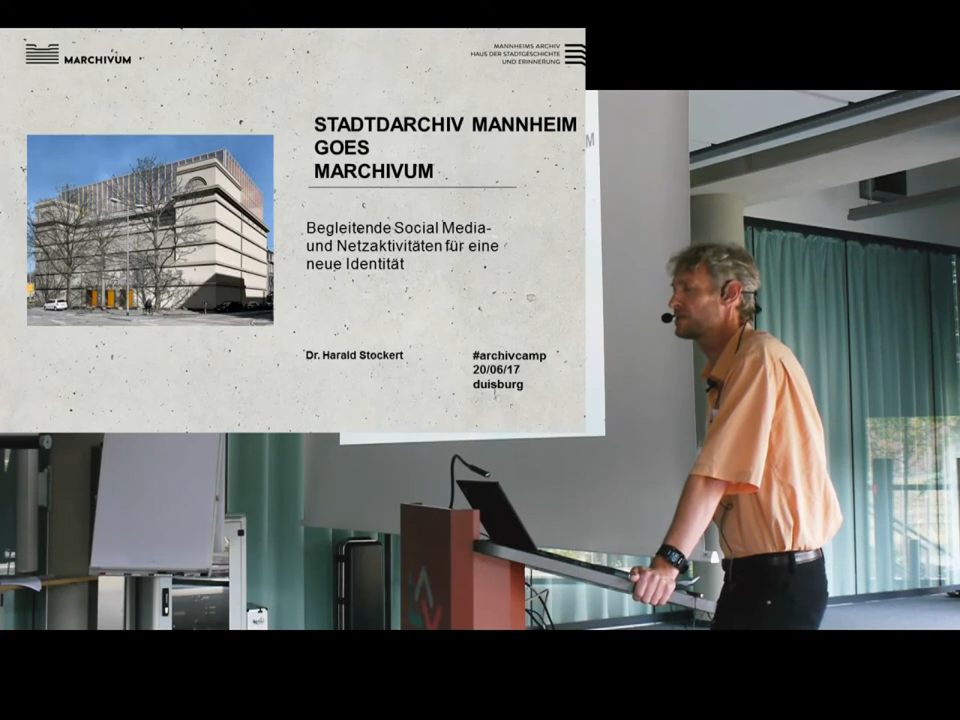 MARCHIVUM
MANNHEIMS ARCHIV
HAUS DER STADTGESCHICHTE
UND ERINNERUNG
STADTDARCHIV MANNHEIM
GOES
MARCHIVUM
Begleitende Social Media-
und Netzaktivitäten für eine
neue Identität
Dr. Harald Stockert
#archivcamp
20/06/17
duisburg
M